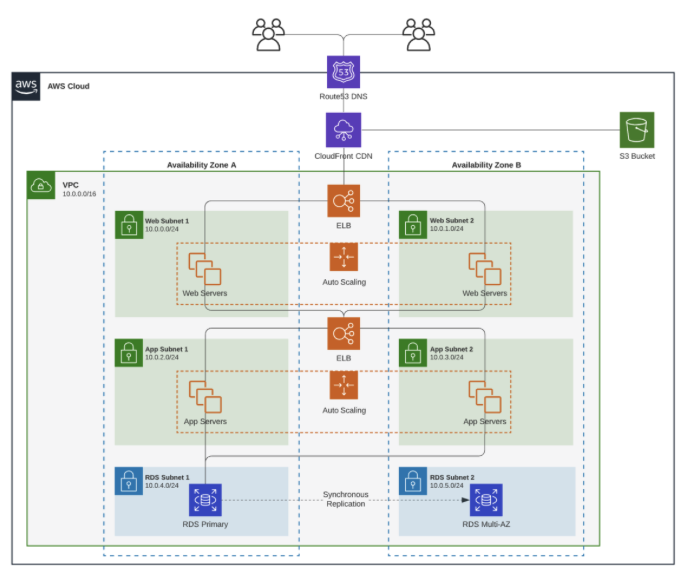 53
Route53 DNS
aws
AWS Cloud
CloudFront CDN
S3 Bucket
Availability Zone A
Availability Zone B
VPC
10.0.0.0/16
ELB
Web Subnet 1
10.0.0.0/24
Web Subnet 2
10.0.1.0/24
Auto Scaling
Web Servers
Web Servers
ELB
App Subnet 1
10.0.2.0/24
App Subnet 2
10.0.3.0/24
Auto Scaling
App Servers
App Servers
RDS Subnet 1
10.0.4.0/24
RDS Subnet 2
10.0.5.0/24
Synchronous
Replication
RDS Primary
RDS Multi-AZ